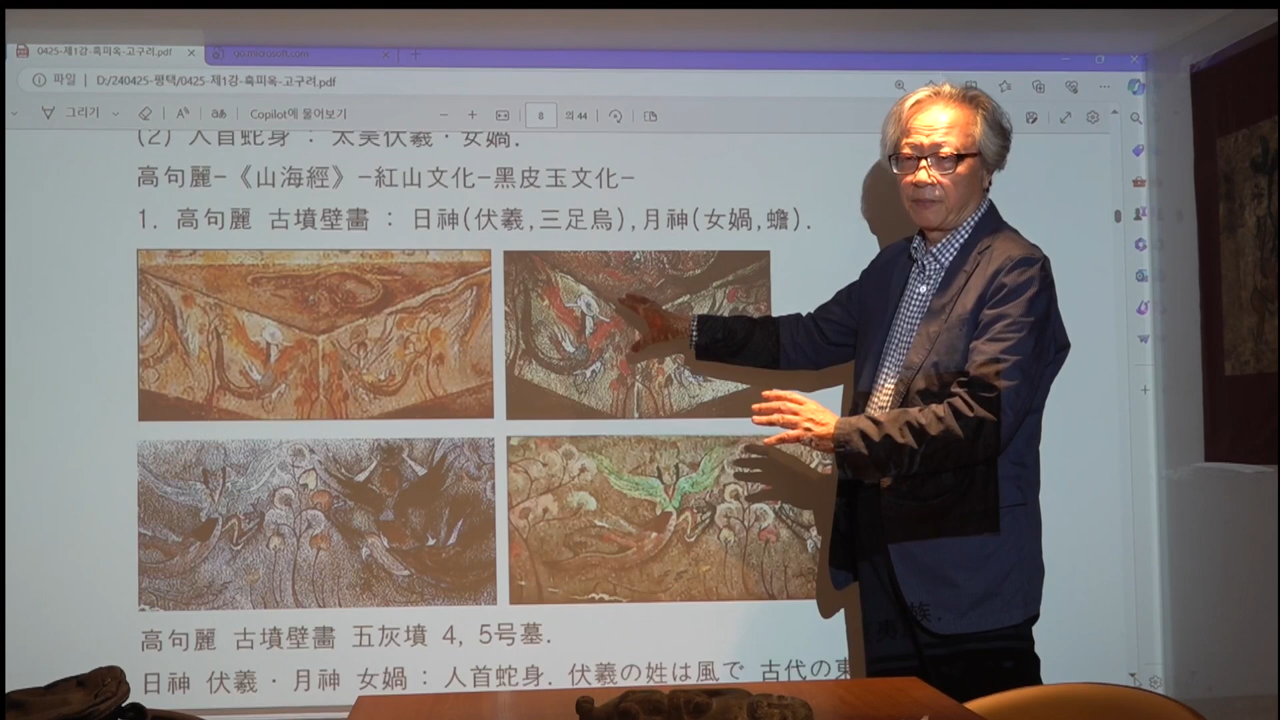 0425-제1강-흑피옥-고구려.pdf
go.microsoft.com
파일 | D:/240425-평택/0425-제1강-흑피옥-고구려.pdf
그리기 Copilot에 물어보기 8 의 44
(2) 人首蛇身 : 太昊伏羲·女媧.
高句麗-《山海經》-紅山文化-黑皮玉文化-
1. 高句麗 古墳壁畫 : 日神(伏羲,三足烏),月神(女媧,蟾).
高句麗 古墳壁畫 五灰墳 4, 5号墓.
族.
日神 伏羲·月神 女媧 : 人首蛇身. 伏羲の姓は風で 古代の東